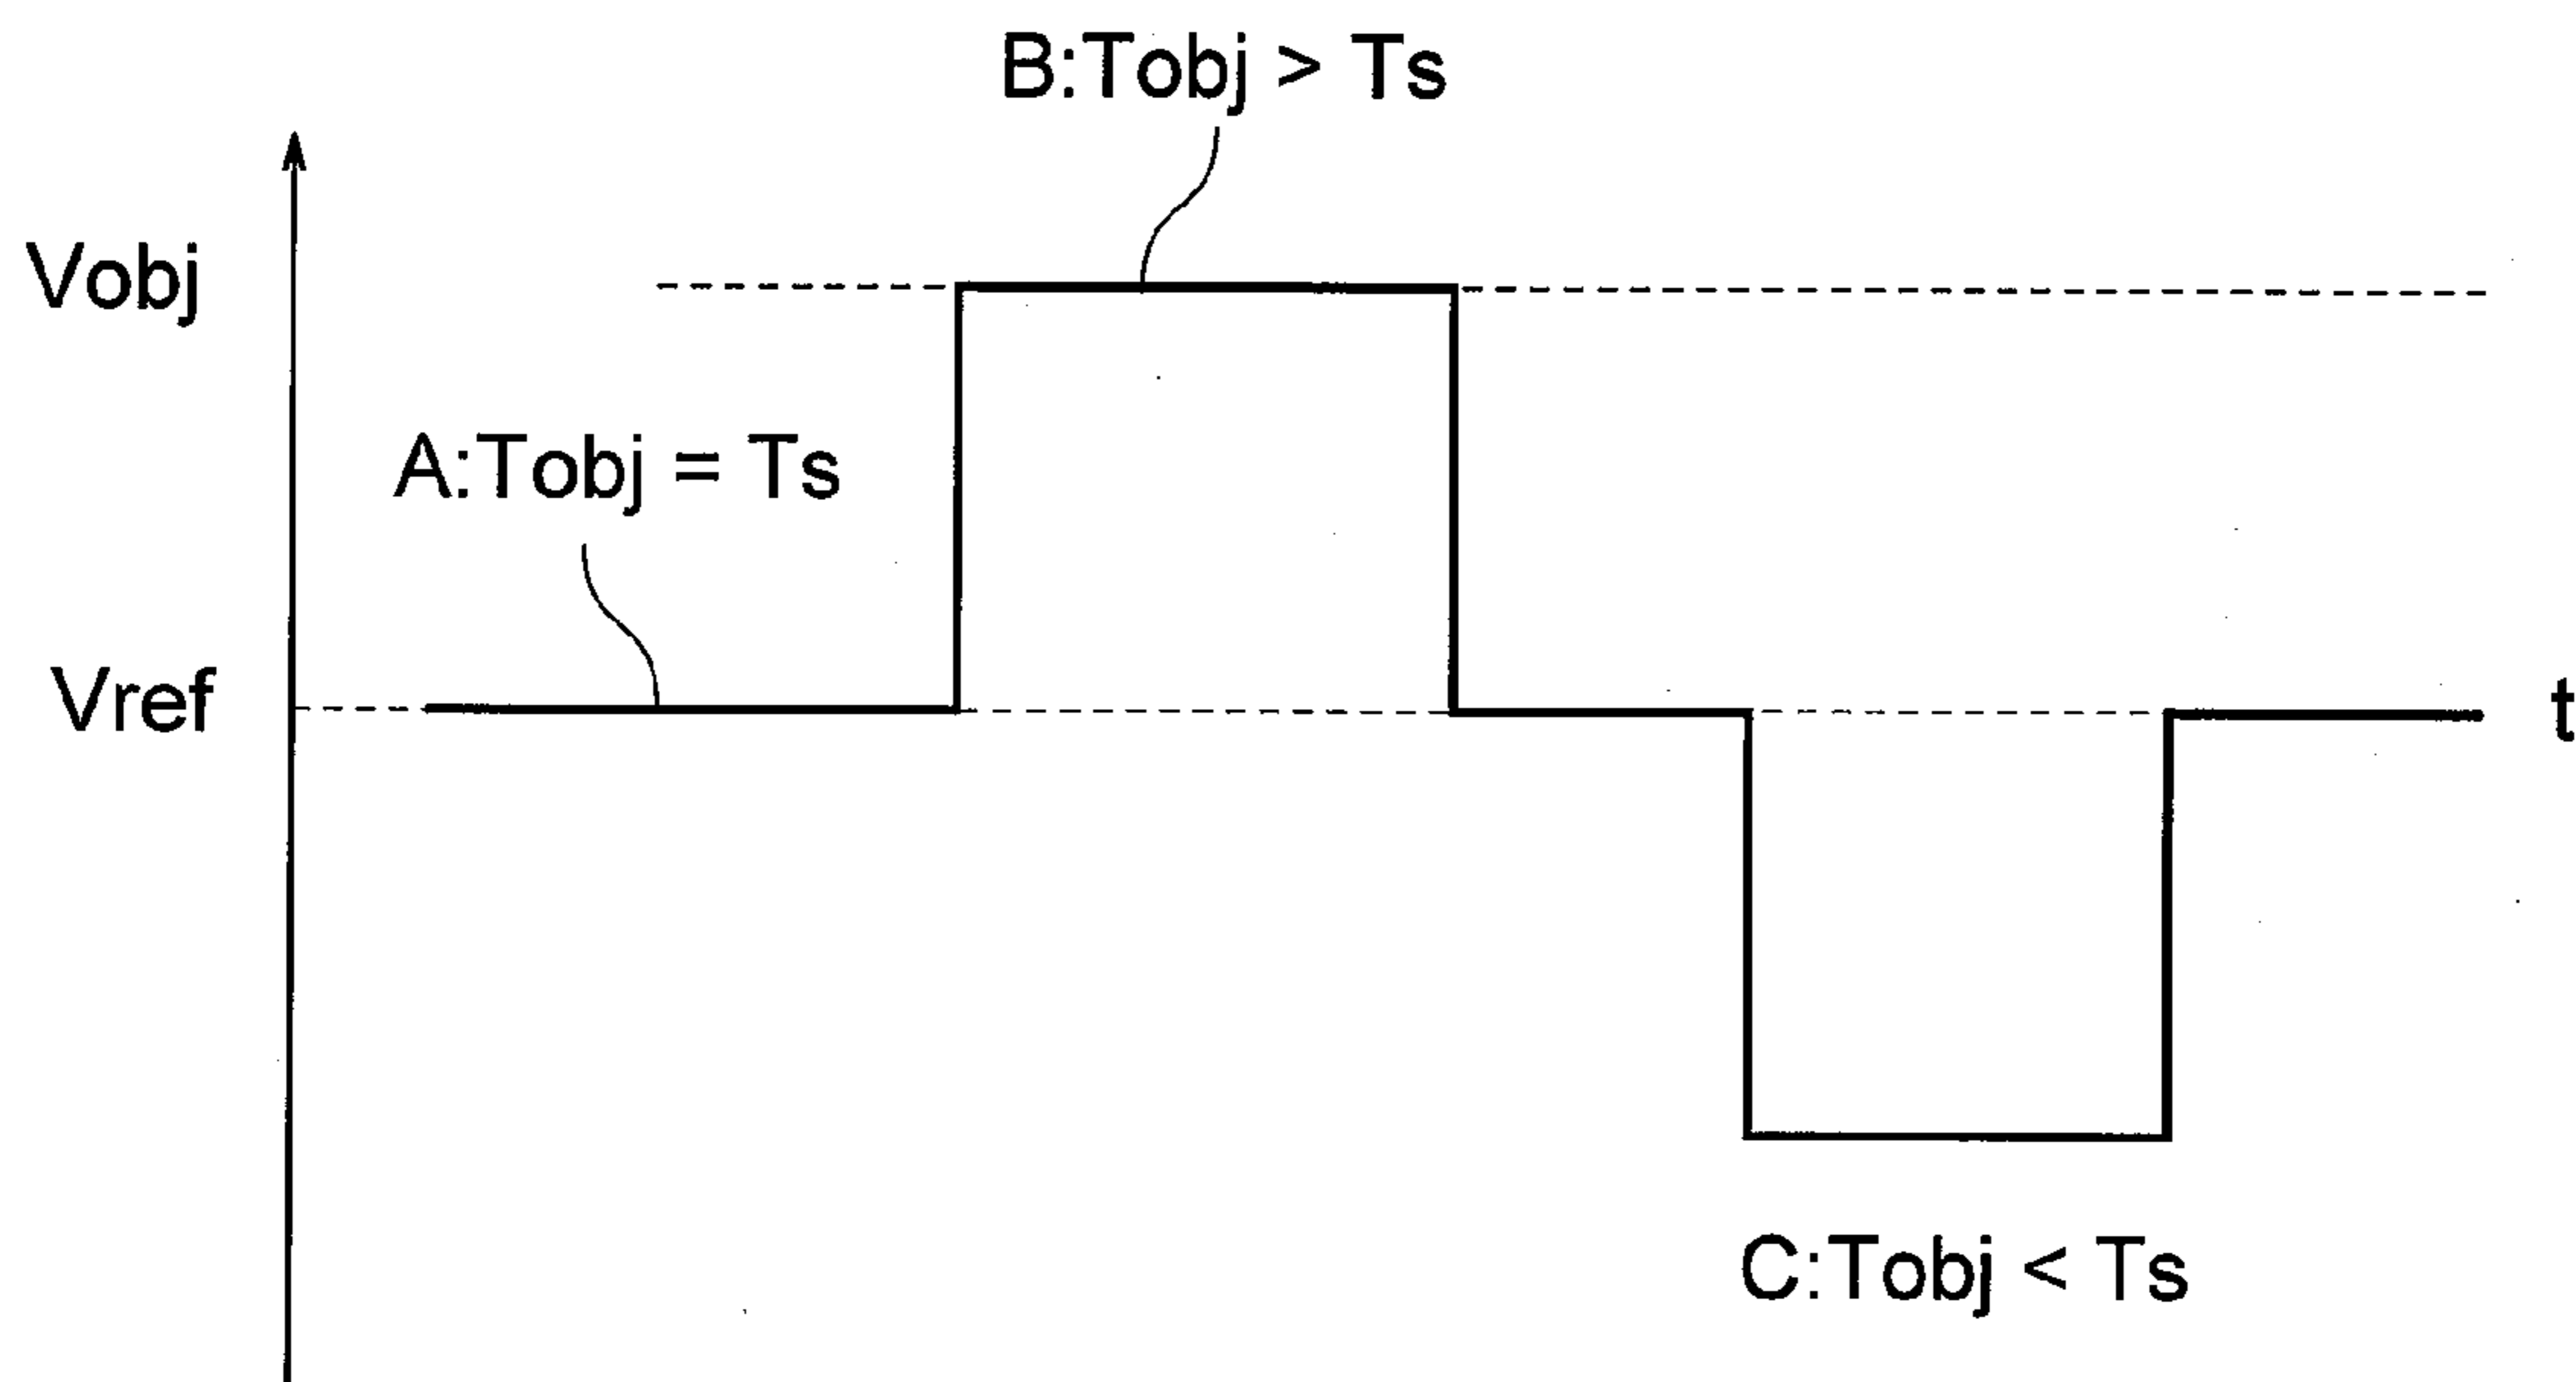 B:Tobj > Ts
Vobj
A:Tobj = Ts
Vref
t
C:Tobj < Ts